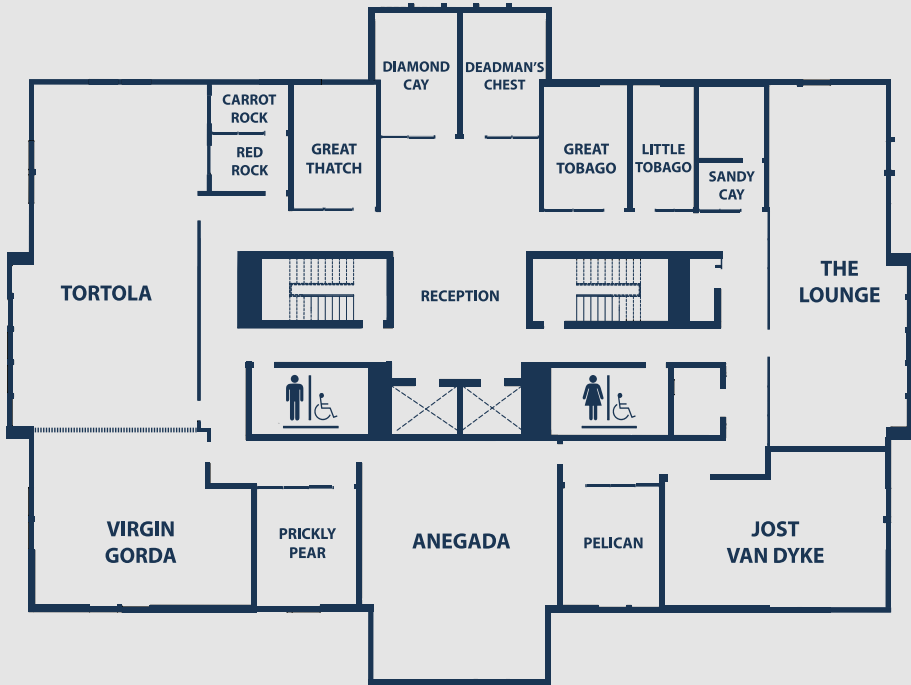 DIAMOND
CAY
DEADMAN'S
CHEST
CARROT
ROCK
RED
ROCK
GREAT
THATCH
GREAT
TOBAGO
LITTLE
TOBAGO
SANDY
CAY
TORTOLA
RECEPTION
THE
LOUNGE
VIRGIN
GORDA
PRICKLY
PEAR
ANEGADA
PELICAN
JOST
VAN DYKE